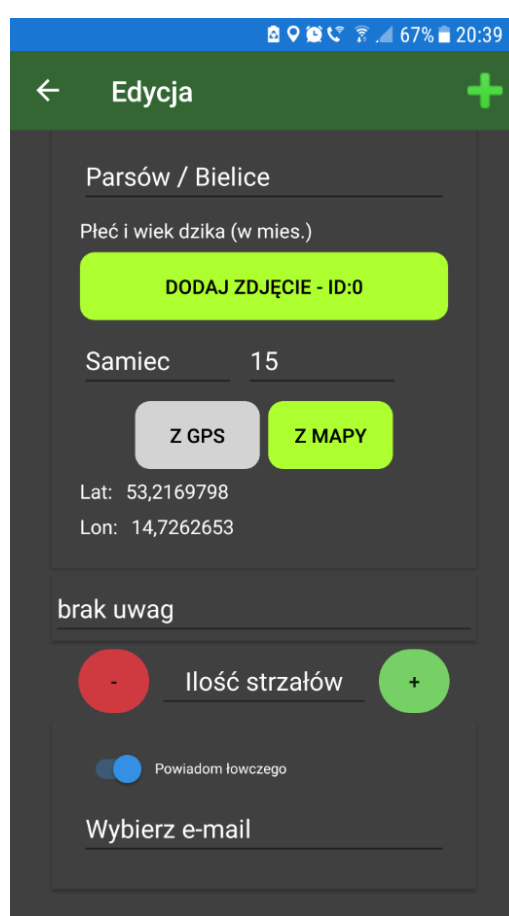 67% 20:39
Edycja
Parsów / Bielice
Płeć i wiek dzika (w mies.)
DODAJ ZDJĘCIE - ID:0
Samiec 15
Z GPS Z MAPY
Lat: 53,2169798
Lon: 14,7262653
brak uwag
- Ilość strzałów +
Powiadom łowczego
Wybierz e-mail